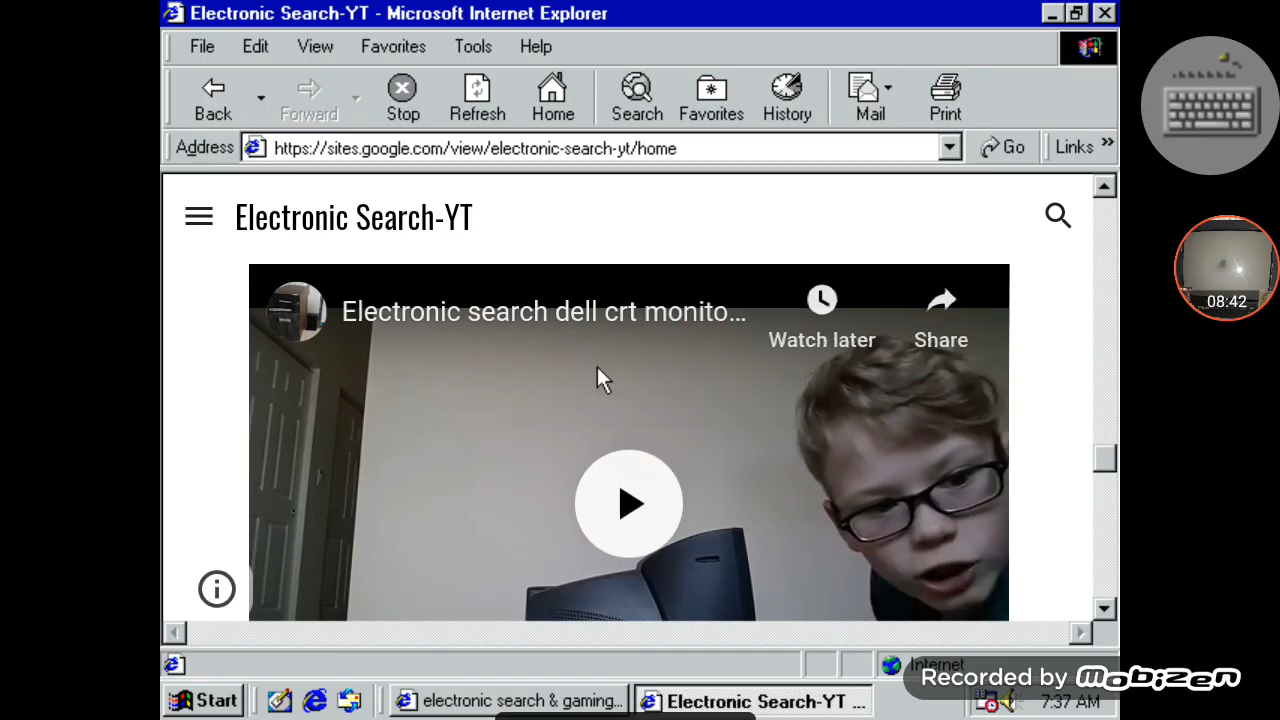 Electronic Search-YT - Microsoft Internet Explorer
File Edit View Favorites Tools Help
Back Forward Stop Refresh Home Search Favorites History Mail Print
Address https://sites.google.com/view/electronic-search-yt/home Go Links »
Electronic Search-YT
Electronic search dell crt monito...
Watch later Share
08:42
Internet
Recorded by mobizen
Start electronic search & gaming... Electronic Search-YT ... 7:37 AM